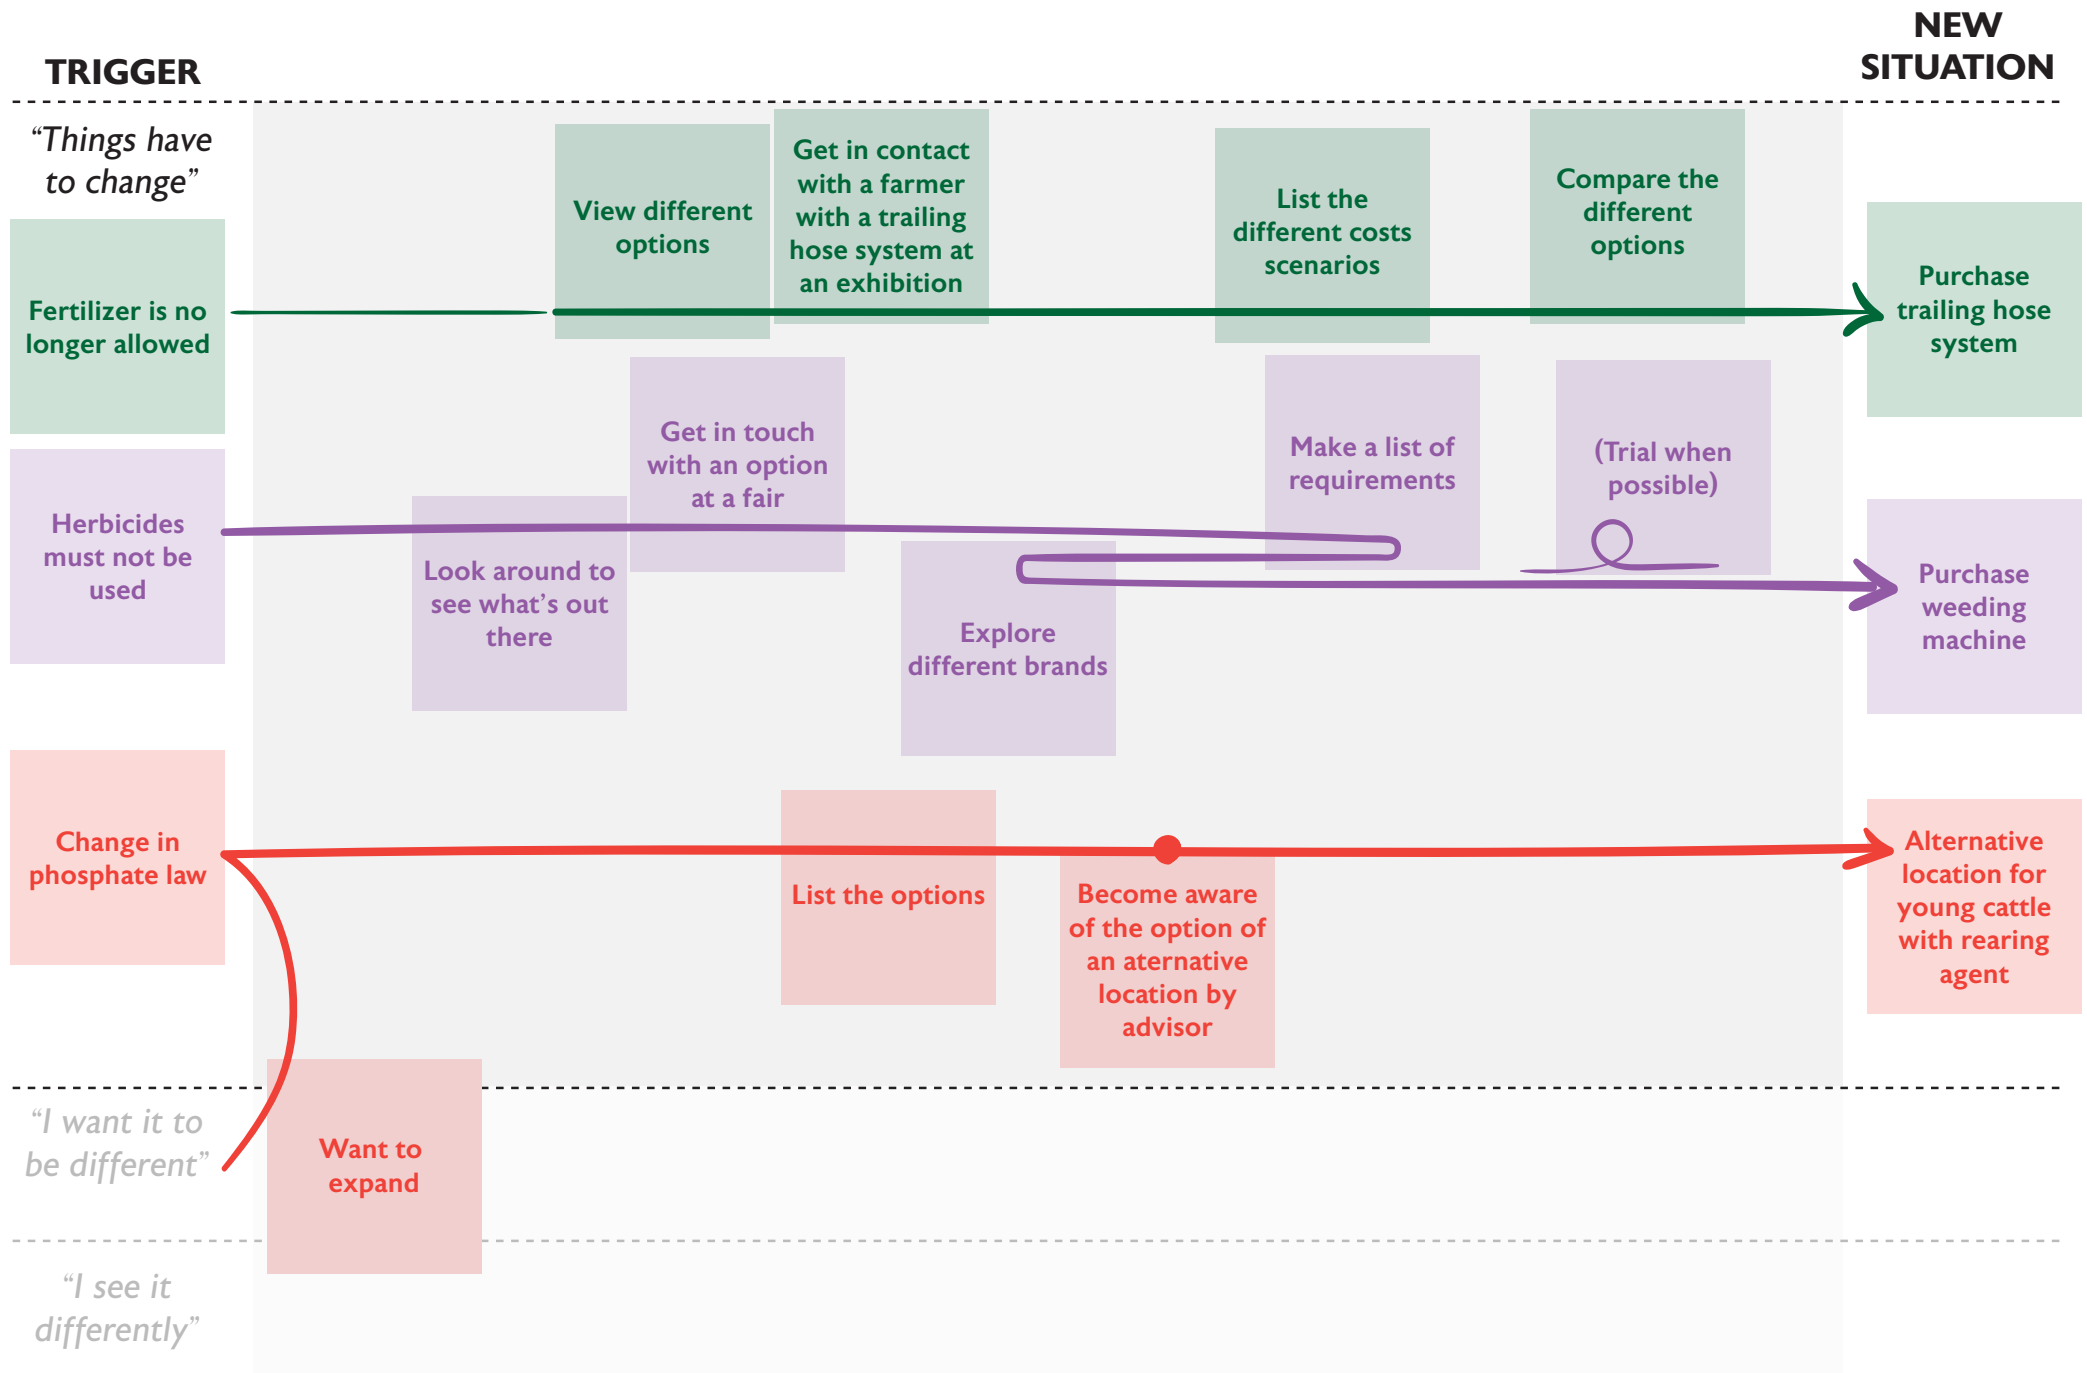 TRIGGER
NEW
SITUATION
“Things have
to change”
Fertilizer is no
longer allowed
View different
options
Get in contact
with a farmer
with a trailing
hose system at
an exhibition
List the
different costs
scenarios
Compare the
different
options
Purchase
trailing hose
system
Herbicides
must not be
used
Look around to
see what’s out
there
Get in touch
with an option
at a fair
Explore
different brands
Make a list of
requirements
(Trial when
possible)
Purchase
weeding
machine
Change in
phosphate law
List the options
Become aware
of the option of
an aternative
location by
advisor
Alternative
location for
young cattle
with rearing
agent
“I want it to
be different”
Want to
expand
“I see it
differently”